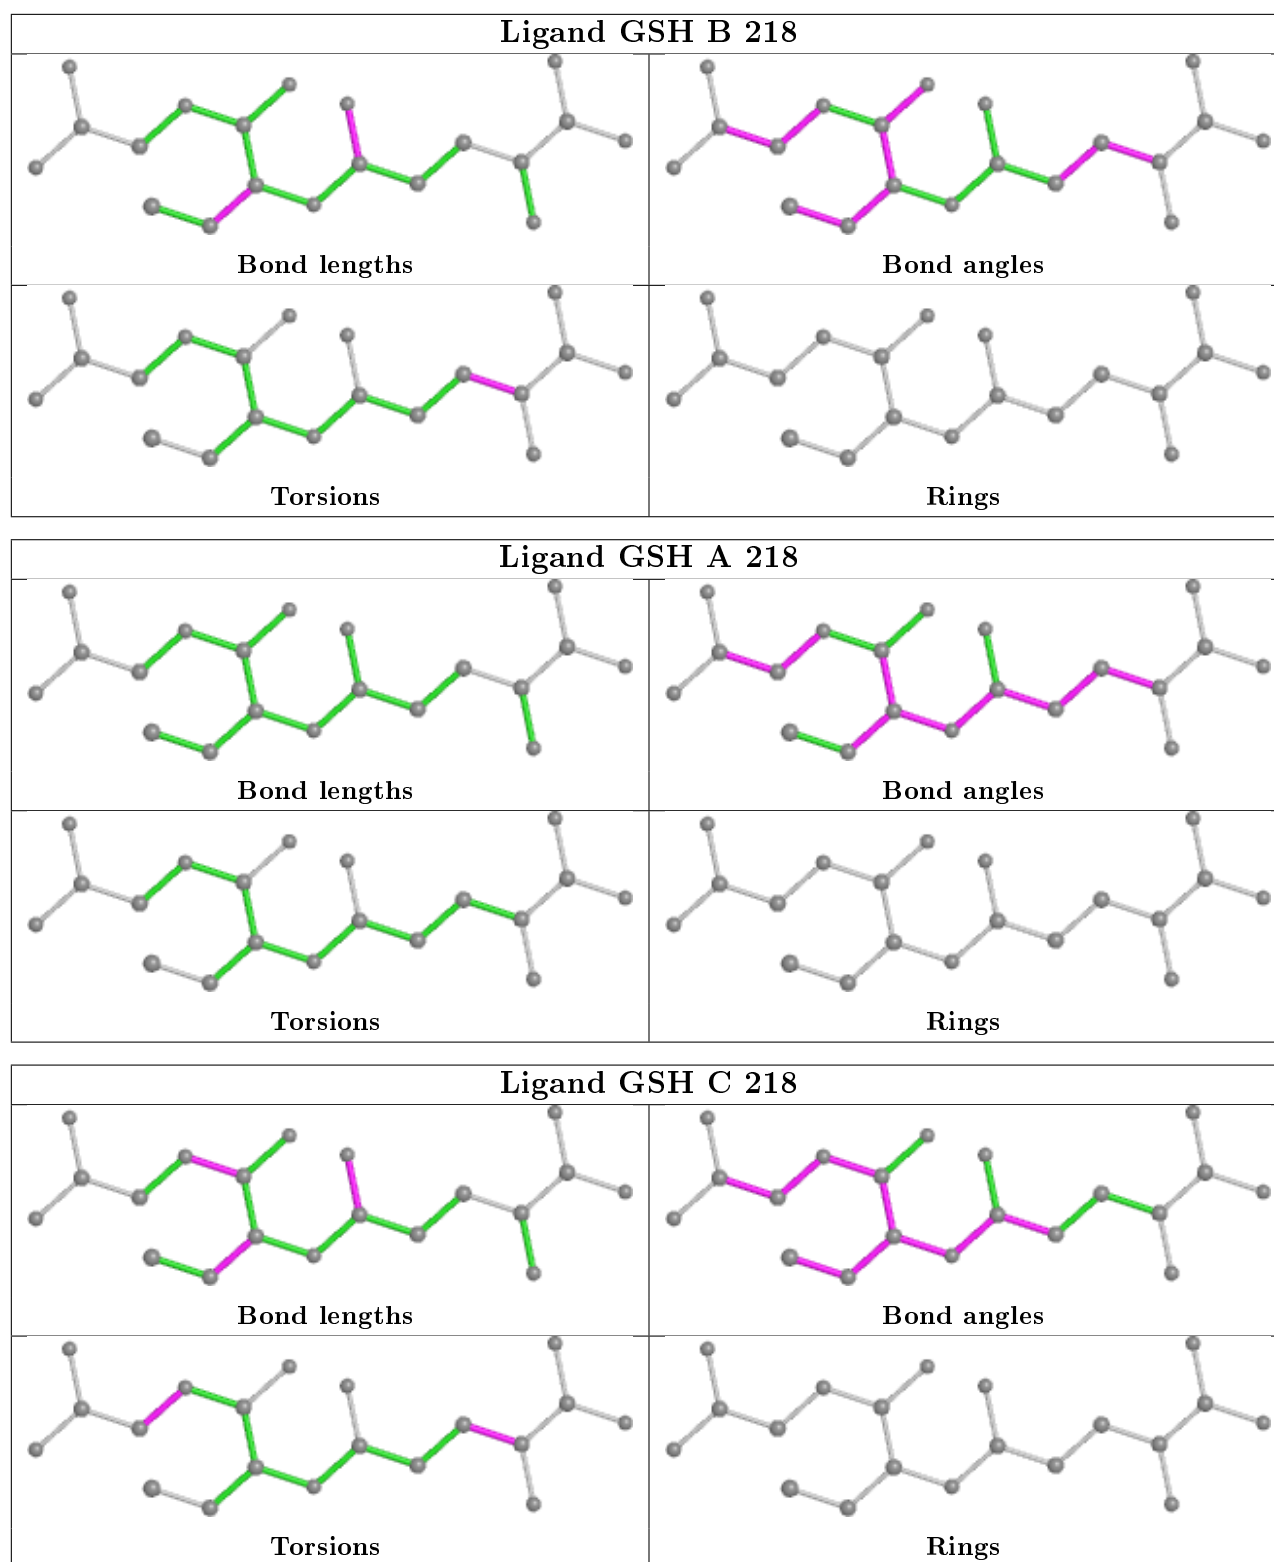 Ligand GSH B 218
Bond lengths
Bond angles
Torsions
Rings
Ligand GSH A 218
Bond lengths
Bond angles
Torsions
Rings
Ligand GSH C 218
Bond lengths
Bond angles
Torsions
Rings